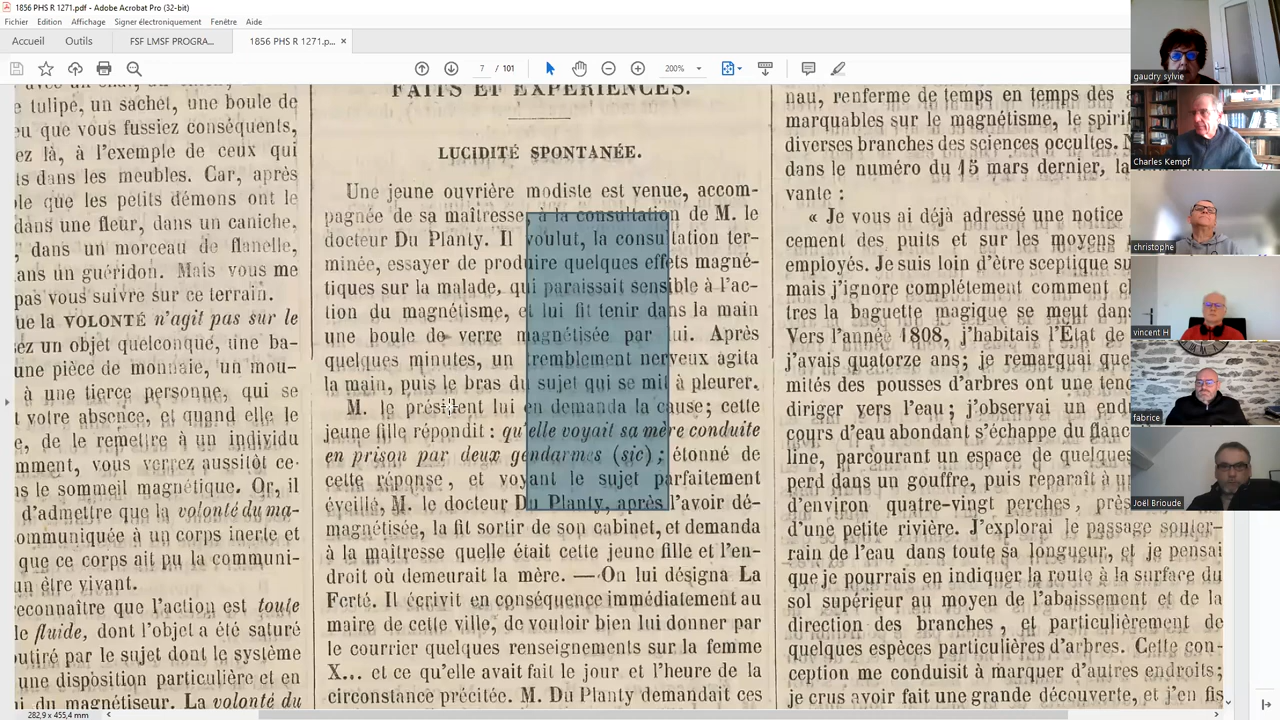 1856 PHS R 1271.pdf - Adobe Acrobat Pro (32-bit)
Fichier Edition Affichage Signer électroniquement Fenêtre Aide
Accueil Outils FSF LMSF PROGRA... 1856 PHS R 1271.p... ×
7 / 101 200%
tulipé, un sachet, une boule de
que vous fussiez conséquents,
ez là, à l'exemple de ceux qui
ts dans les meubles. Car, après
que les petits démons ont le
dans une fleur, dans un caniche,
dans un morceau de flanelle,
ans un guéridon. Mais vous me
pas vous suivre sur ce terrain.
ue la VOLONTÉ n'agit pas sur le
ez un objet quelconque, une ba-
une pièce de monnaie, un mou-
à une tierce personne, qui se
t votre absence, et quand elle le
e, de le remettre à un individu
mment, vous verrez aussitôt ce-
s le sommeil magnétique. Or, il
d'admettre que la volonté du ma-
ommuniquée à un corps inerte et
que ce corps ait pu la communi-
un être vivant.
reconnaître que l'action est toute
le fluide, dont l'objet a été saturé
outiré par le sujet dont le système
une disposition particulière et en
i du magnétiseur. La volonté du
FAITS ET EXPÉRIENCES.
LUCIDITÉ SPONTANÉE.
Une jeune ouvrière modiste est venue, accom-
pagnée de sa maîtresse, à la consultation de M. le
docteur Du Planty. Il voulut, la consultation ter-
minée, essayer de produire quelques effets magné-
tiques sur la malade, qui paraissait sensible à l'ac-
tion du magnétisme, et lui fit tenir dans la main
une boule de verre magnétisée par lui. Après
quelques minutes, un tremblement nerveux agita
la main, puis le bras du sujet qui se mit à pleurer.
M. le président lui en demanda la cause; cette
jeune fille répondit : qu'elle voyait sa mère conduite
en prison par deux gendarmes (sic); étonné de
cette réponse, et voyant le sujet parfaitement
éveillé, M. le docteur Du Planty, après l'avoir dé-
magnétisée, la fit sortir de son cabinet, et demanda
à la maîtresse quelle était cette jeune fille et l'en-
droit où demeurait la mère. — On lui désigna La
Ferté. Il écrivit en conséquence immédiatement au
maire de cette ville, de vouloir bien lui donner par
le courrier quelques renseignements sur la femme
X... et ce qu'elle avait fait le jour et l'heure de la
circonstance précitée. M. Du Planty demandait ces
nau, renferme de temps en temps des a
marquables sur le magnétisme, le spiri
diverses branches des sciences occultes. N
dans le numéro du 15 mars dernier, la
vante :
« Je vous ai déjà adressé une notice
cement des puits et sur les moyens
employés. Je suis loin d'être sceptique su
mais j'ignore complétement comment c
tres la baguette magique se meut dans
Vers l'année 1808, j'habitais l'État de
j'avais quatorze ans; je remarquai que
mités des pousses d'arbres ont une tend
diriger vers l'eau; j'observai un endr
cours d'eau abondant s'échappe du flanc
line, parcourant un espace de quelques
perd dans un gouffre, puis reparaît à un
d'environ quatre-vingt perches, près
d'une petite rivière. J'explorai le passage souter-
rain de l'eau dans toute sa longueur, et je pensai
que je pourrais en indiquer la route à la surface du
sol supérieur au moyen de l'abaissement et de la
direction des branches, et particulièrement de
quelques espèces particulières d'arbres. Cette con-
ception me conduisit à marquer d'autres endroits;
je crus avoir fait une grande découverte, et j'en fis
282,9 x 455,4 mm
gaudry sylvie
Charles Kempf
christophe
vincent H
fabrice
Joël Brioude